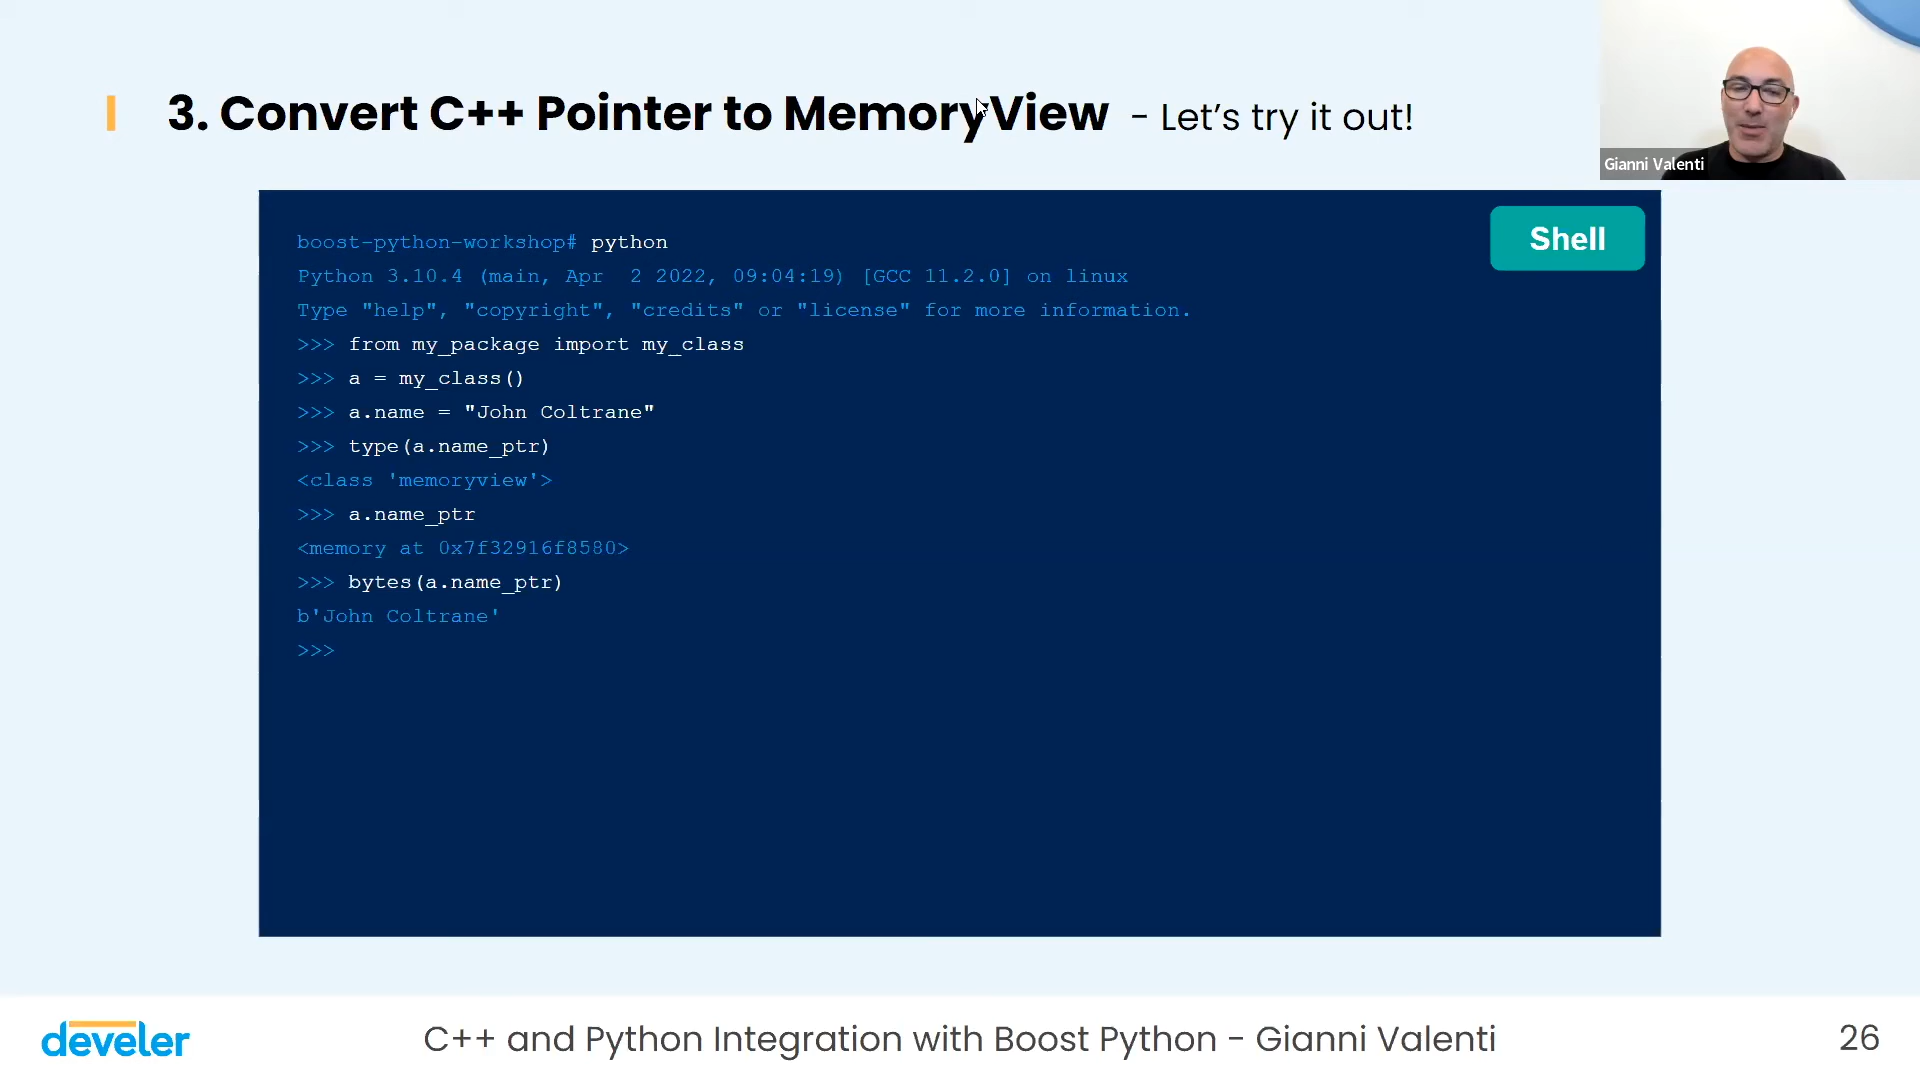 3. Convert C++ Pointer to MemoryView - Let's try it out!
Gianni Valenti
Shell
boost-python-workshop# python
Python 3.10.4 (main, Apr  2 2022, 09:04:19) [GCC 11.2.0] on linux
Type "help", "copyright", "credits" or "license" for more information.
>>> from my_package import my_class
>>> a = my_class()
>>> a.name = "John Coltrane"
>>> type(a.name_ptr)
<class 'memoryview'>
>>> a.name_ptr
<memory at 0x7f32916f8580>
>>> bytes(a.name_ptr)
b'John Coltrane'
>>>
develer
C++ and Python Integration with Boost Python - Gianni Valenti
26